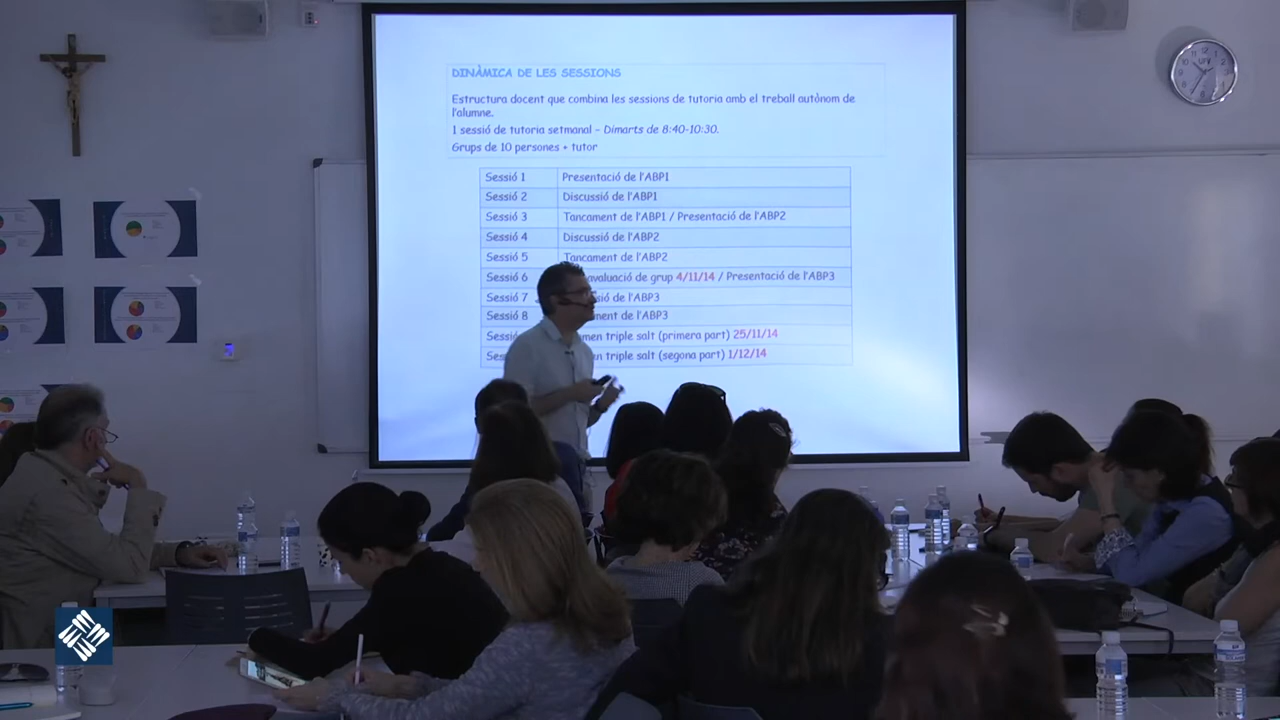 DINÀMICA DE LES SESSIONS
Estructura docent que combina les sessions de tutoria amb el treball autònom de
l'alumne.
1 sessió de tutoria setmanal – Dimarts de 8:40-10:30.
Grups de 10 persones + tutor
Sessió 1 Presentació de l'ABP1
Sessió 2 Discussió de l'ABP1
Sessió 3 Tancament de l'ABP1 / Presentació de l'ABP2
Sessió 4 Discussió de l'ABP2
Sessió 5 Tancament de l'ABP2
Sessió 6 avaluació de grup 4/11/14 / Presentació de l'ABP3
Sessió 7 de l'ABP3
Sessió 8 de l'ABP3
triple salt (primera part) 25/11/14
triple salt (segona part) 1/12/14